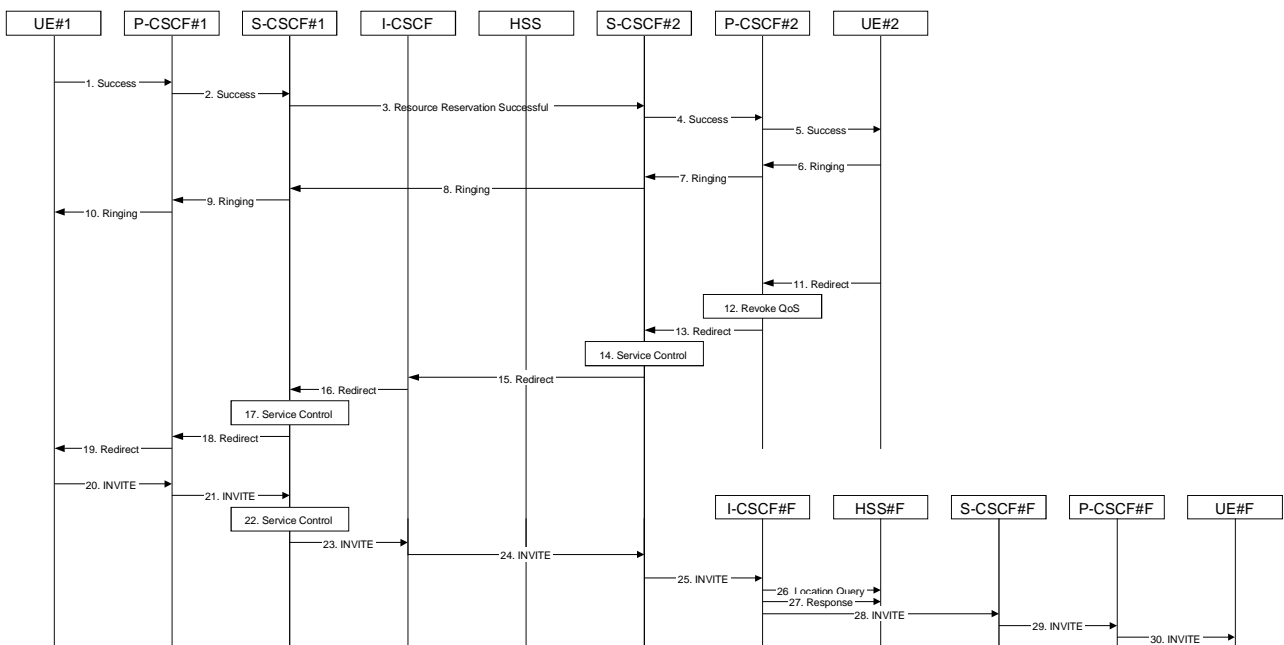 UE#1
P-CSCF#1
S-CSCF#1
I-CSCF
HSS
S-CSCF#2
P-CSCF#2
UE#2
1. Success
2. Success
3. Resource Reservation Successful
4. Success
5. Success
6. Ringing
7. Ringing
8. Ringing
9. Ringing
10. Ringing
11. Redirect
12. Revoke QoS
13. Redirect
14. Service Control
15. Redirect
16. Redirect
17. Service Control
18. Redirect
19. Redirect
20. INVITE
21. INVITE
I-CSCF#F
HSS#F
S-CSCF#F
P-CSCF#F
UE#F
22. Service Control
23. INVITE
24. INVITE
25. INVITE
26. Location Query
27. Response
28. INVITE
29. INVITE
30. INVITE